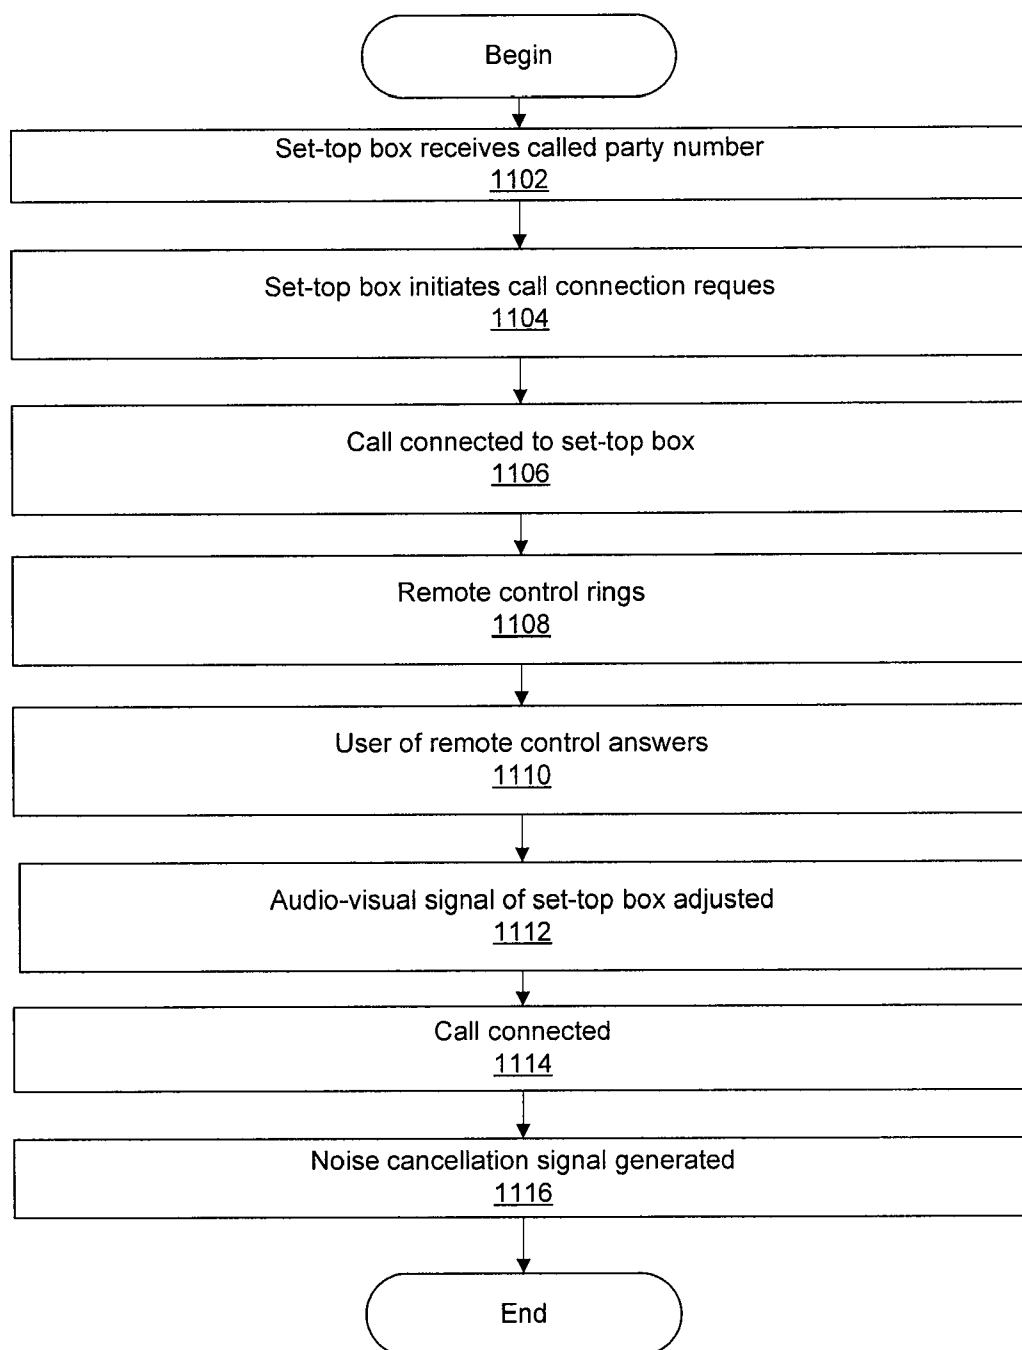 Begin
Set-top box receives called party number
1102
Set-top box initiates call connection reques
1104
Call connected to set-top box
1106
Remote control rings
1108
User of remote control answers
1110
Audio-visual signal of set-top box adjusted
1112
Call connected
1114
Noise cancellation signal generated
1116
End